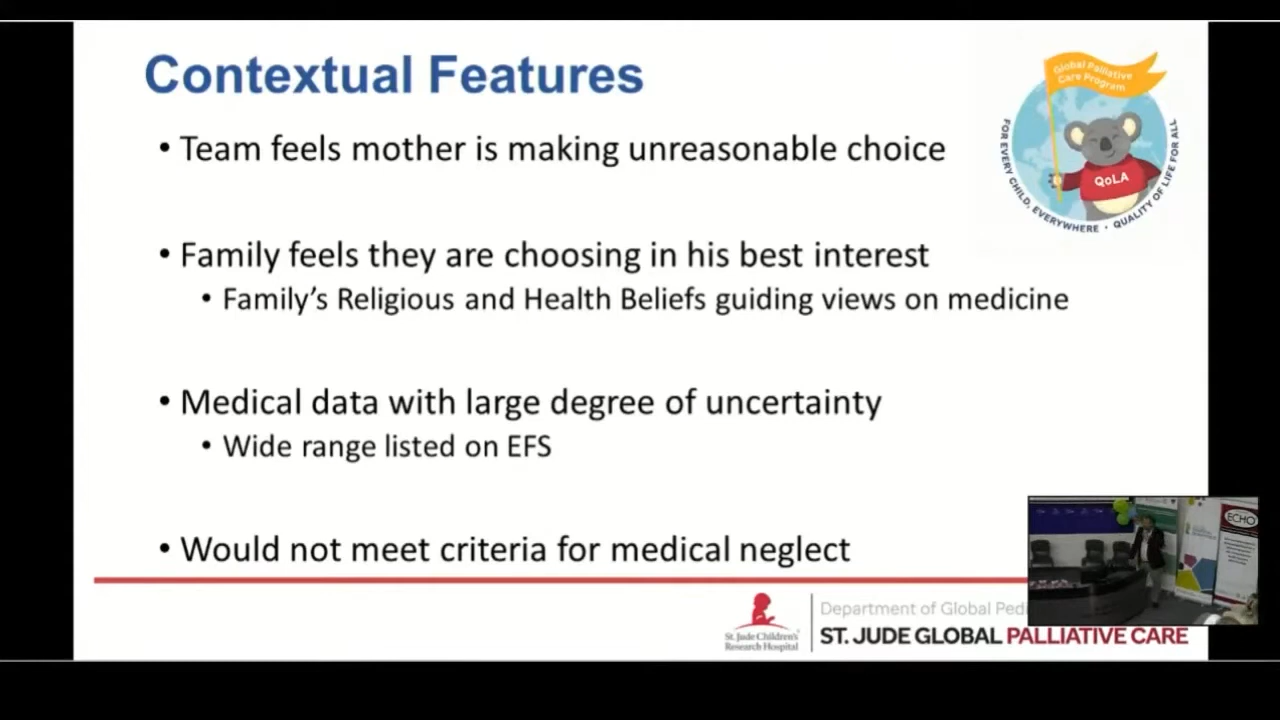 Contextual Features
Global Palliative
Care Program
QoLA
FOR EVERY CHILD, EVERYWHERE • QUALITY OF LIFE FOR ALL
• Team feels mother is making unreasonable choice
• Family feels they are choosing in his best interest
• Family's Religious and Health Beliefs guiding views on medicine
• Medical data with large degree of uncertainty
• Wide range listed on EFS
• Would not meet criteria for medical neglect
ECHO
St. Jude Children's
Research Hospital
Department of Global Pedi
ST. JUDE GLOBAL PALLIATIVE CARE